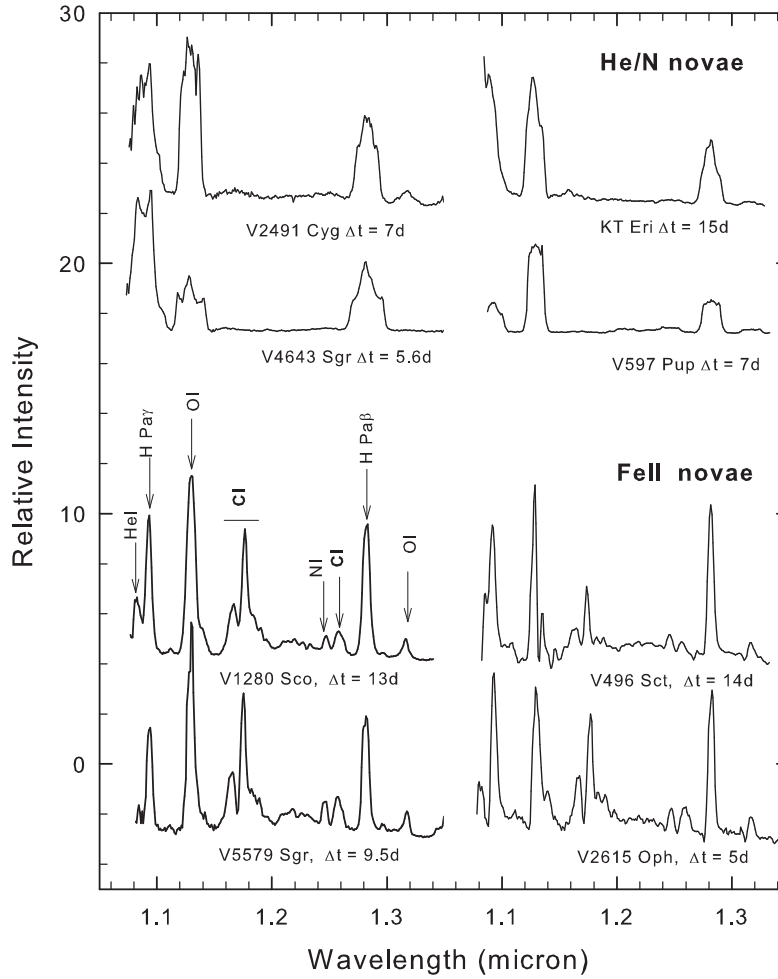 30
20
10
0
Relative Intensity
He/N novae
V2491 Cyg Δt = 7d
KT Eri Δt = 15d
V4643 Sgr Δt = 5.6d
V597 Pup Δt = 7d
FeII novae
HeI
H Paγ
OI
CI
NI
CI
H Paβ
OI
V1280 Sco, Δt = 13d
V496 Sct, Δt = 14d
V5579 Sgr, Δt = 9.5d
V2615 Oph, Δt = 5d
1.1 1.2 1.3 1.1 1.2 1.3
Wavelength (micron)